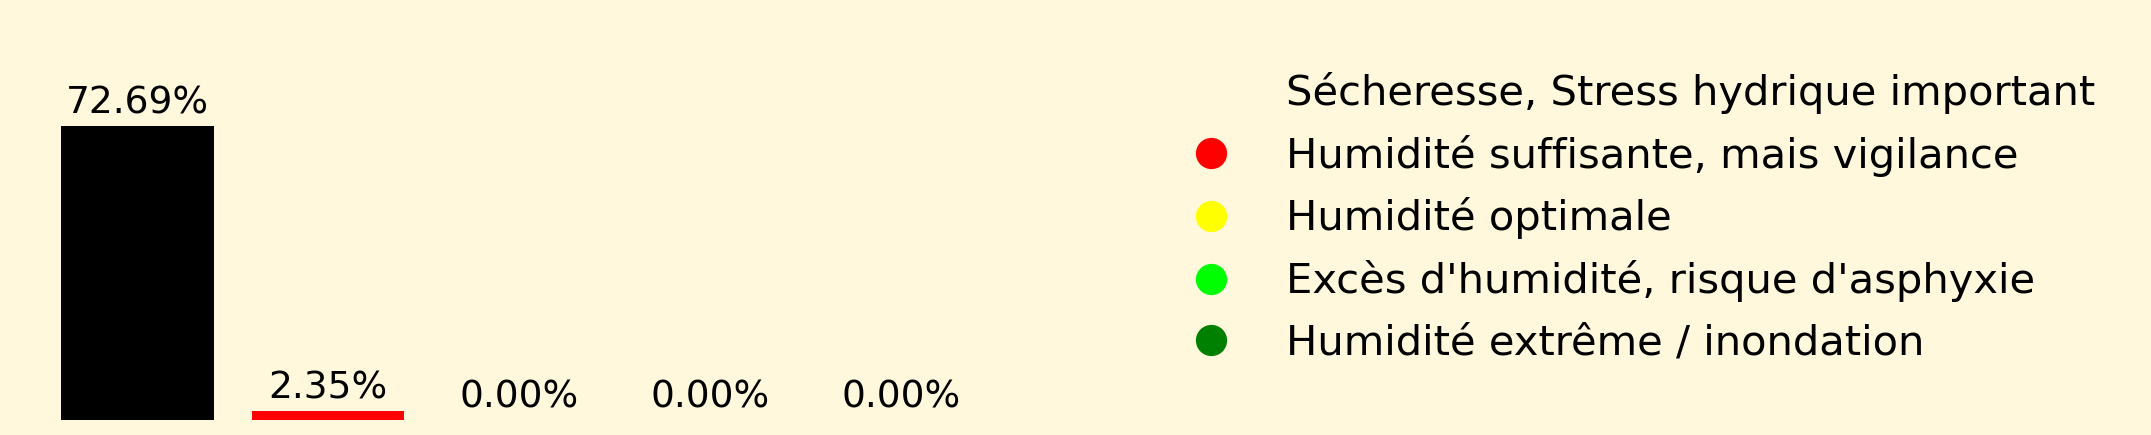 72.69%
2.35%
0.00%
0.00%
0.00%
Sécheresse, Stress hydrique important
Humidité suffisante, mais vigilance
Humidité optimale
Excès d'humidité, risque d'asphyxie
Humidité extrême / inondation